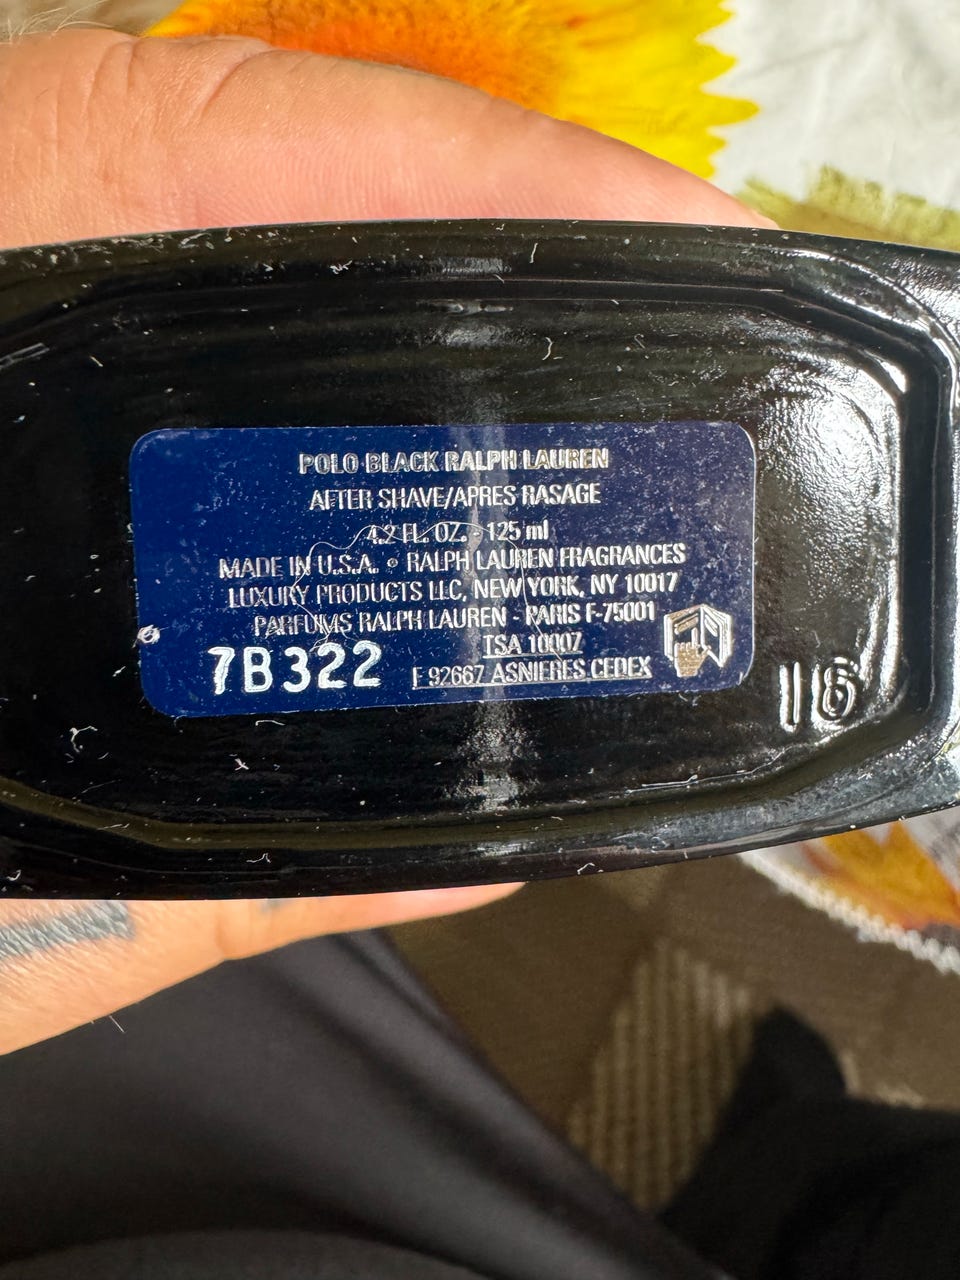 POLO BLACK RALPH LAUREN
AFTER SHAVE/APRES RASAGE
4.2 FL. OZ. - 125 ml
MADE IN U.S.A. • RALPH LAUREN FRAGRANCES
LUXURY PRODUCTS LLC, NEW YORK, NY 10017
PARFUMS RALPH LAUREN - PARIS F-75001
TSA 10007
F 92667 ASNIERES CEDEX
7B322
16